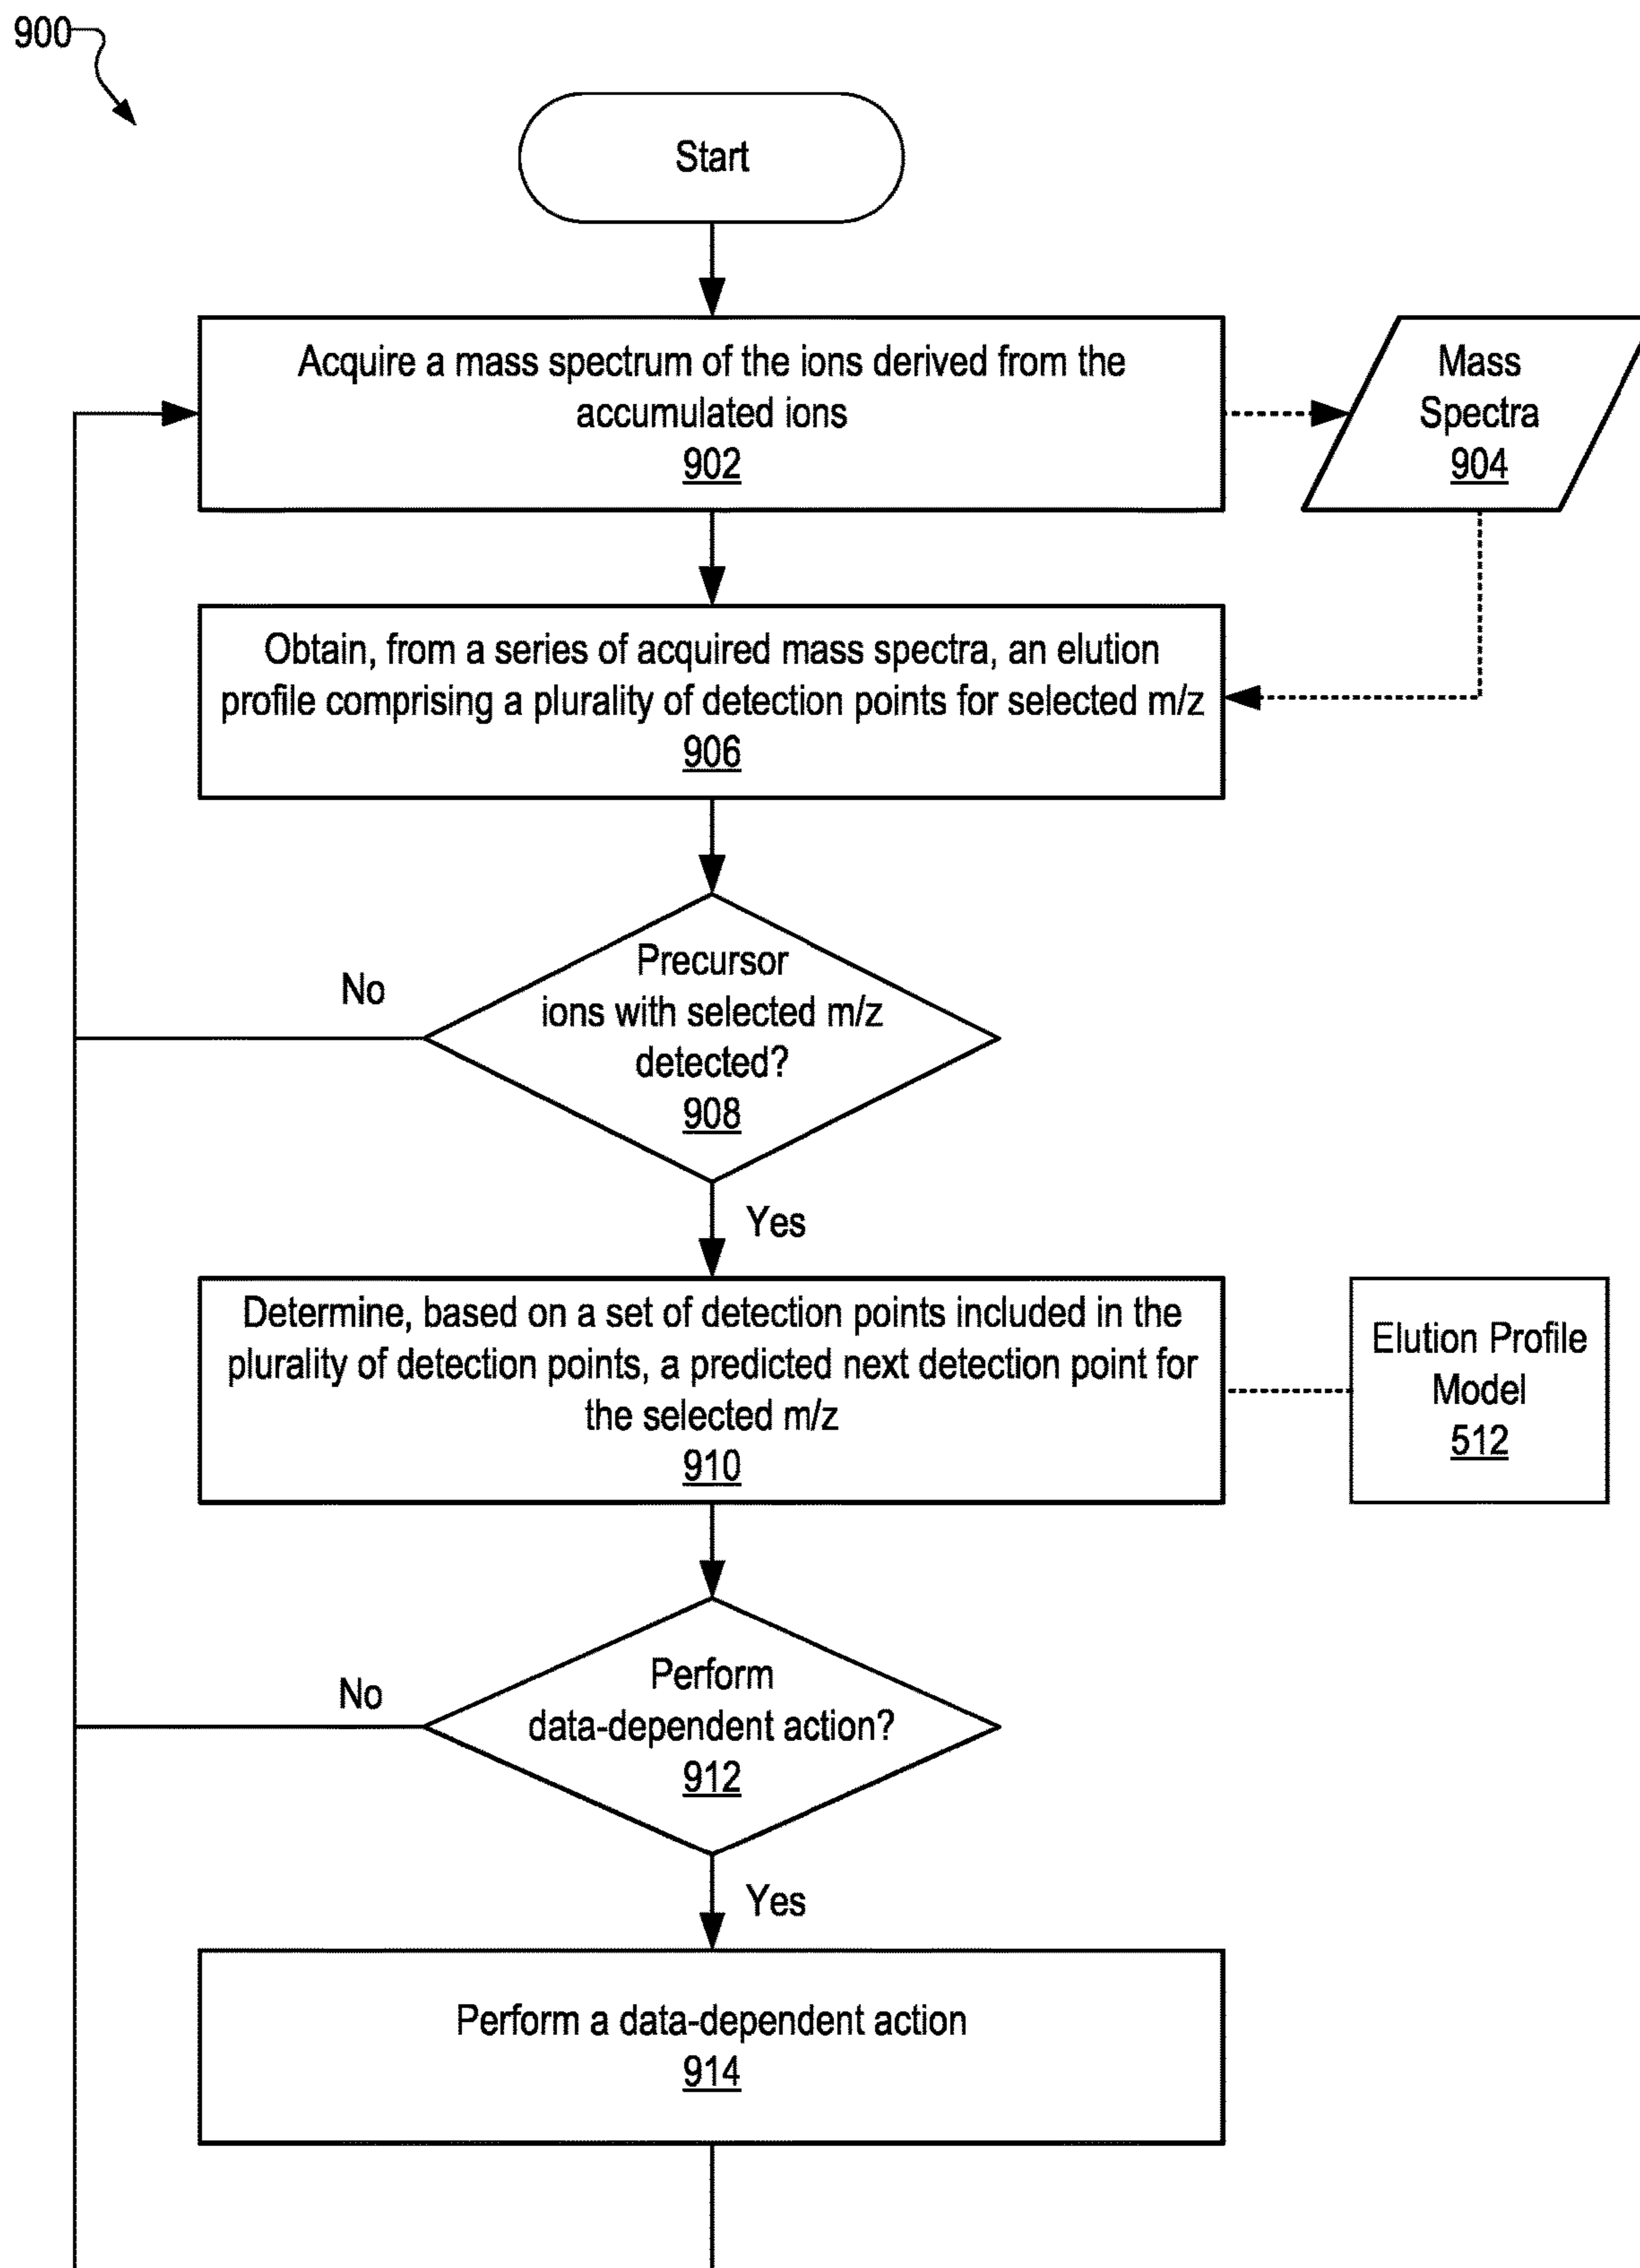 900
Start
Acquire a mass spectrum of the ions derived from the
accumulated ions
902
Mass
Spectra
904
Obtain, from a series of acquired mass spectra, an elution
profile comprising a plurality of detection points for selected m/z
906
Precursor
ions with selected m/z
detected?
908
No
Yes
Determine, based on a set of detection points included in the
plurality of detection points, a predicted next detection point for
the selected m/z
910
Elution Profile
Model
512
Perform
data-dependent action?
912
No
Yes
Perform a data-dependent action
914